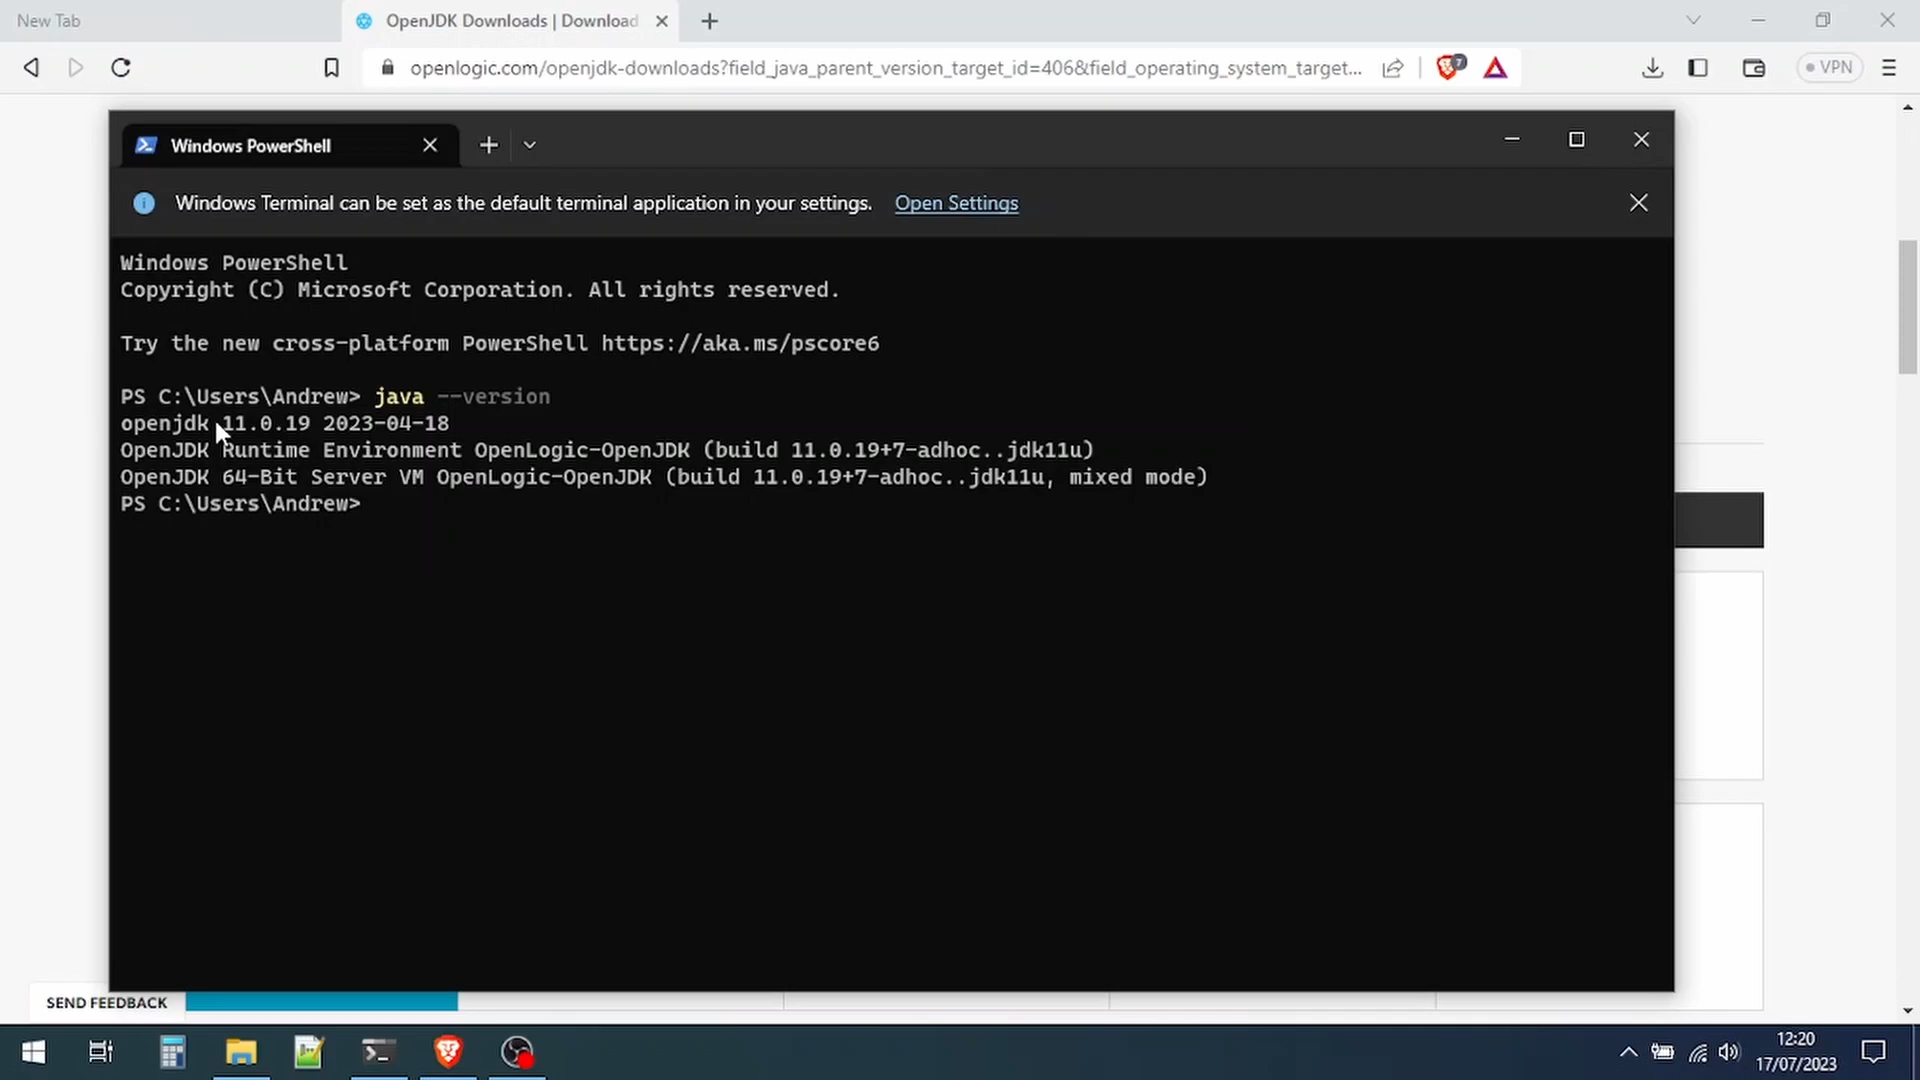 New Tab
OpenJDK Downloads | Download
openlogic.com/openjdk-downloads?field_java_parent_version_target_id=406&field_operating_system_target...
7
VPN
Windows PowerShell
Windows Terminal can be set as the default terminal application in your settings. Open Settings
Windows PowerShell
Copyright (C) Microsoft Corporation. All rights reserved.
Try the new cross-platform PowerShell https://aka.ms/pscore6
PS C:\Users\Andrew> java --version
openjdk 11.0.19 2023-04-18
OpenJDK Runtime Environment OpenLogic-OpenJDK (build 11.0.19+7-adhoc..jdk11u)
OpenJDK 64-Bit Server VM OpenLogic-OpenJDK (build 11.0.19+7-adhoc..jdk11u, mixed mode)
PS C:\Users\Andrew>
SEND FEEDBACK
12:20
17/07/2023